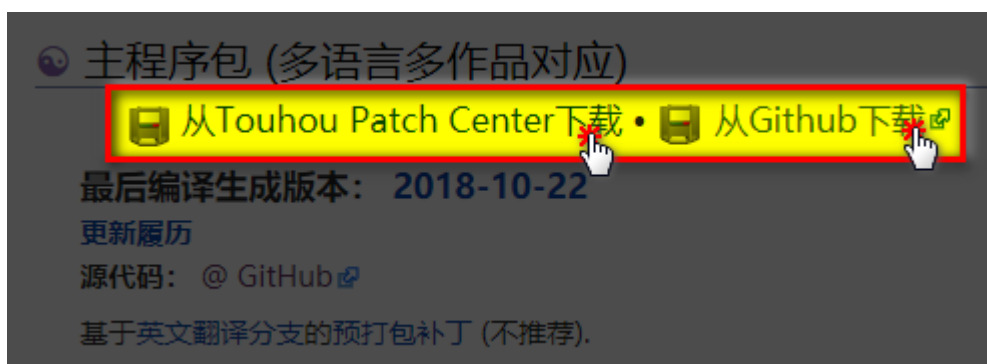 主程序包 (多语言多作品对应)
从Touhou Patch Center下载 • 从Github下载
最后编译生成版本： 2018-10-22
更新履历
源代码： @ GitHub
基于英文翻译分支的预打包补丁 (不推荐).